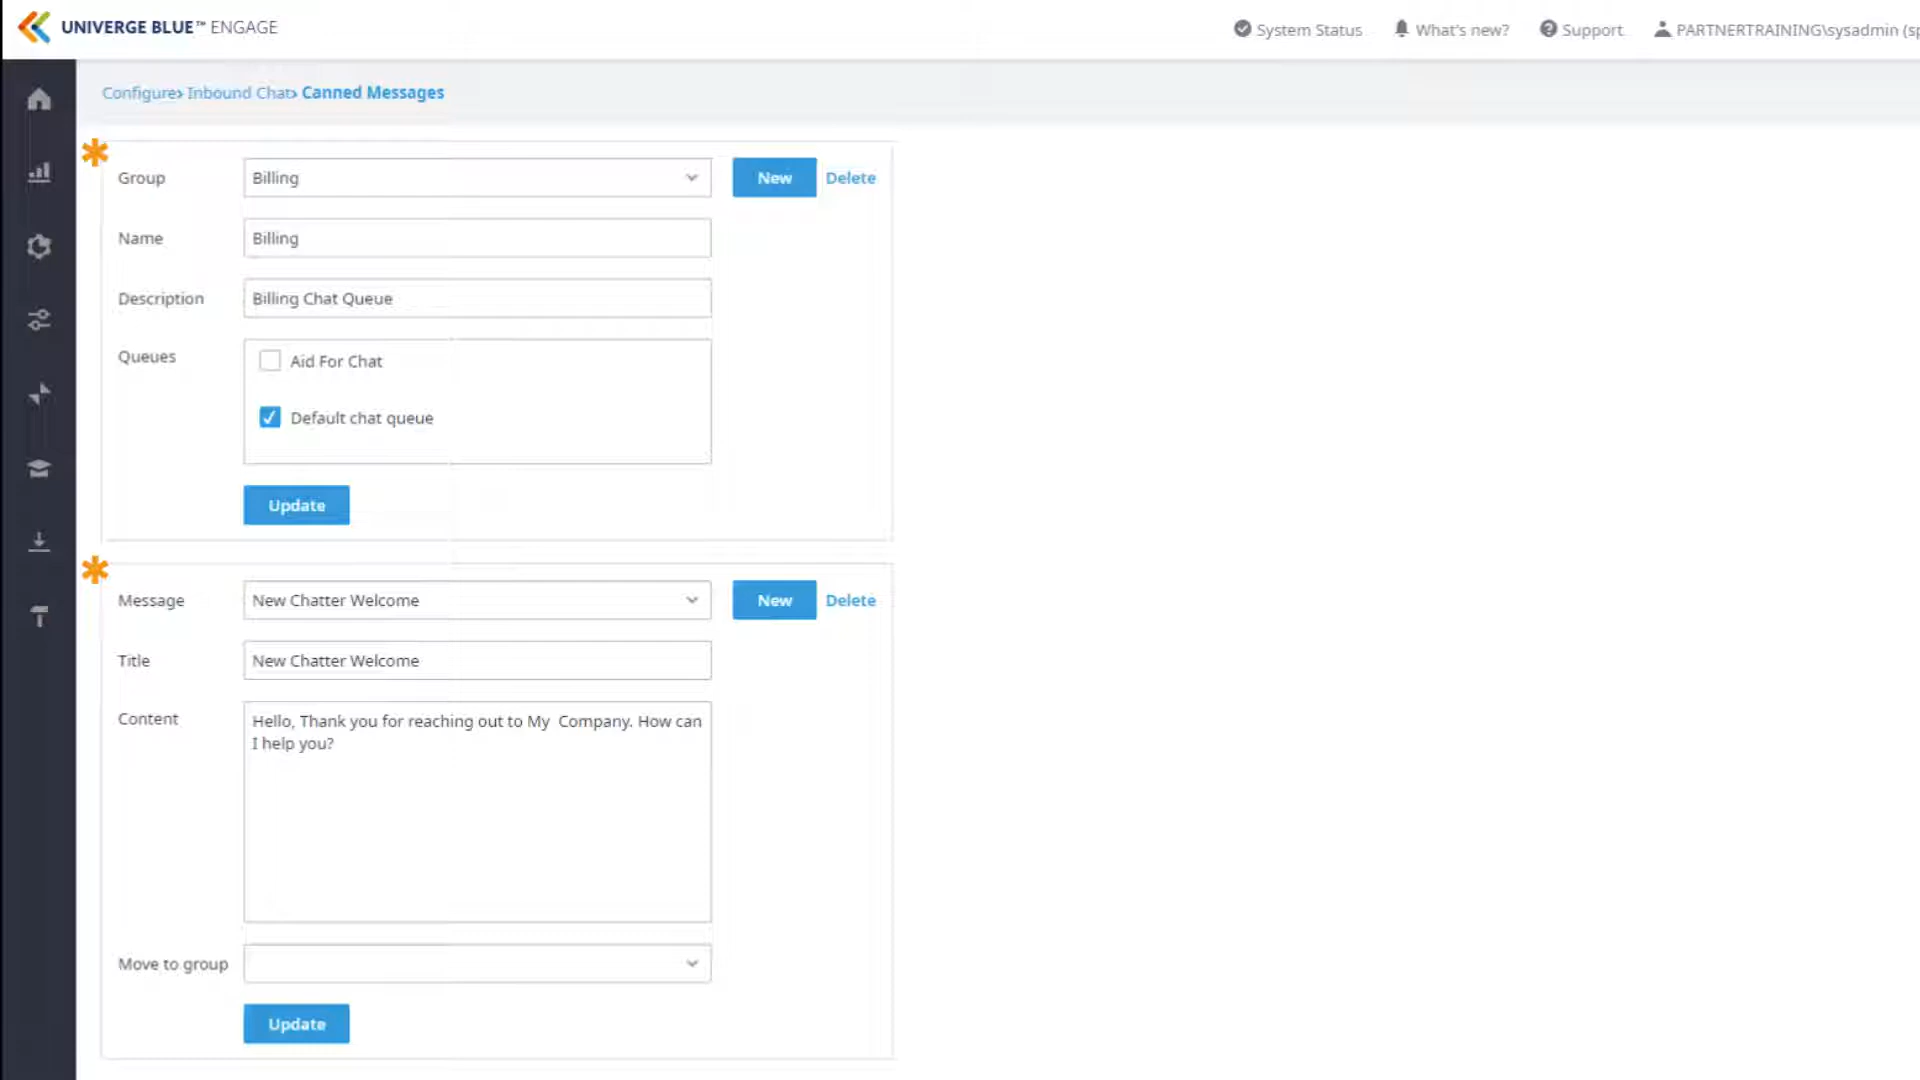 UNIVERGE BLUE™ ENGAGE
System Status
What's new?
Support
PARTNERTRAINING\sysadmin (sp
Configure› Inbound Chat› Canned Messages
Group
Billing
New
Delete
Name
Billing
Description
Billing Chat Queue
Queues
Aid For Chat
Default chat queue
Update
Message
New Chatter Welcome
New
Delete
Title
New Chatter Welcome
Content
Hello, Thank you for reaching out to My  Company. How can
I help you?
Move to group
Update